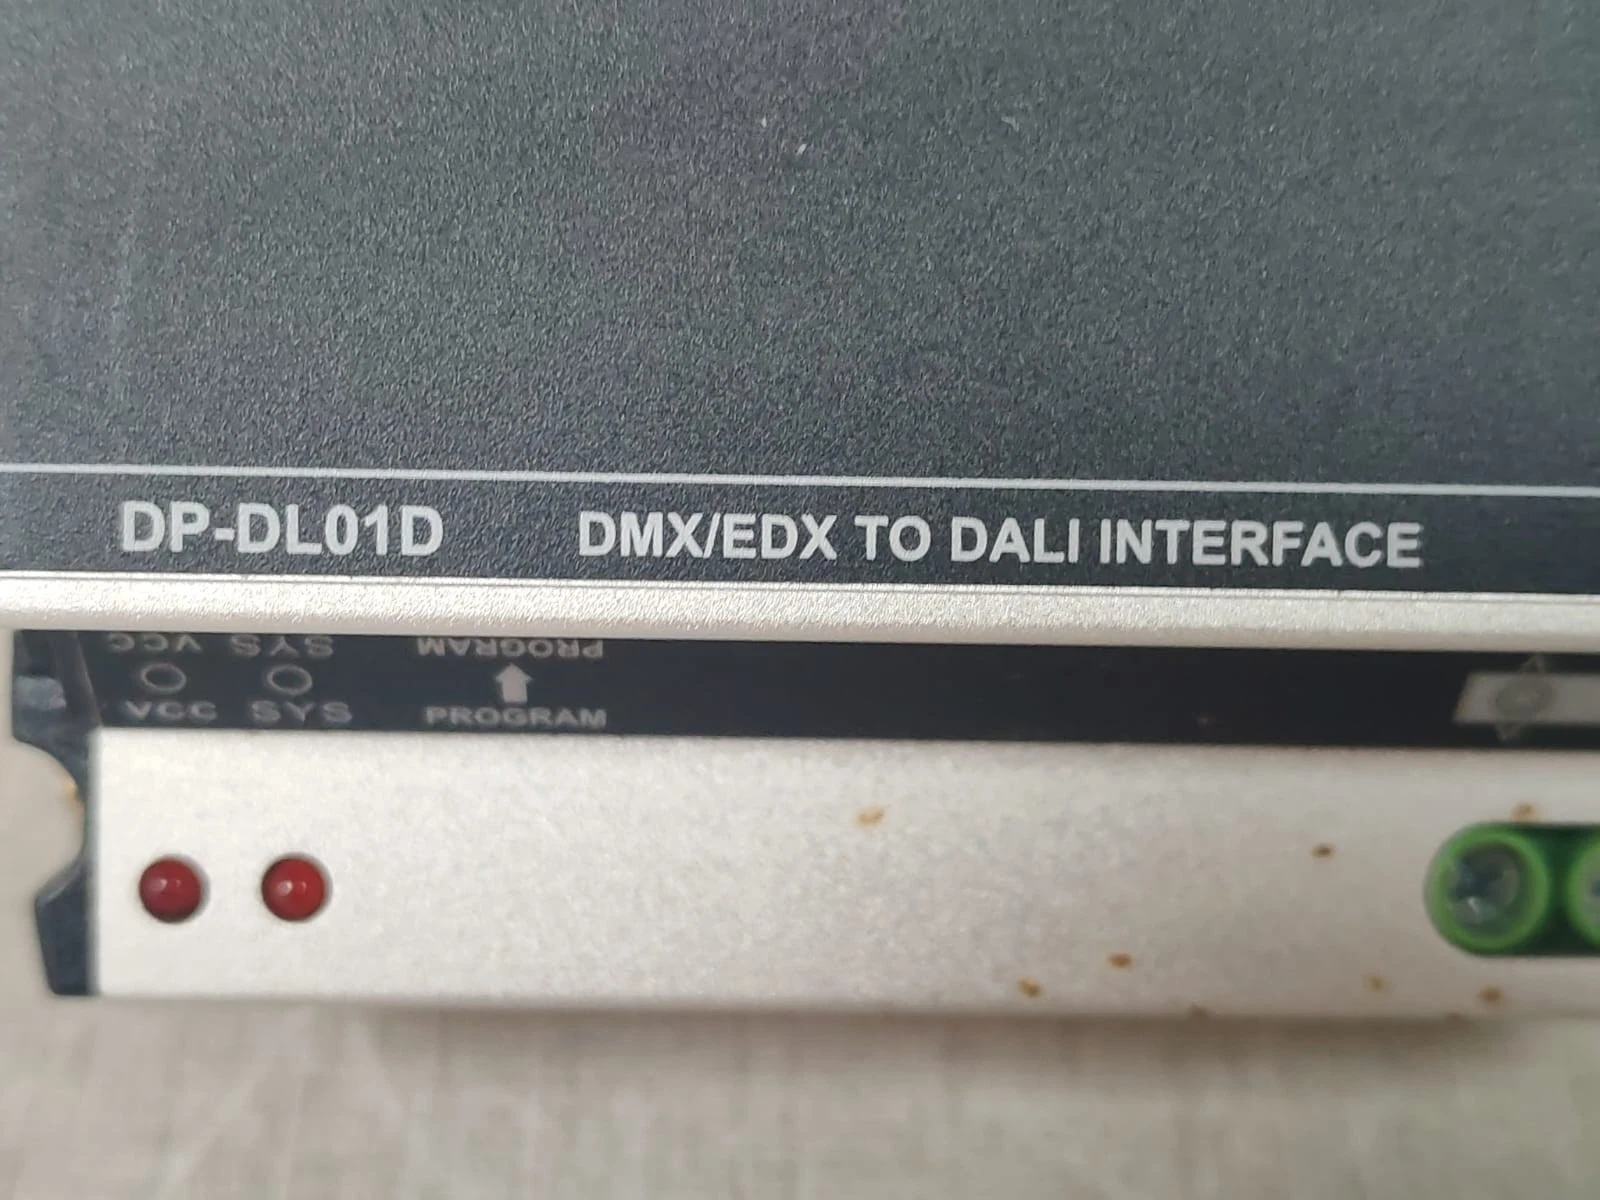 DP-DL01D DMX/EDX TO DALI INTERFACE
VCC SYS PROGRAM
VCC SYS PROGRAM